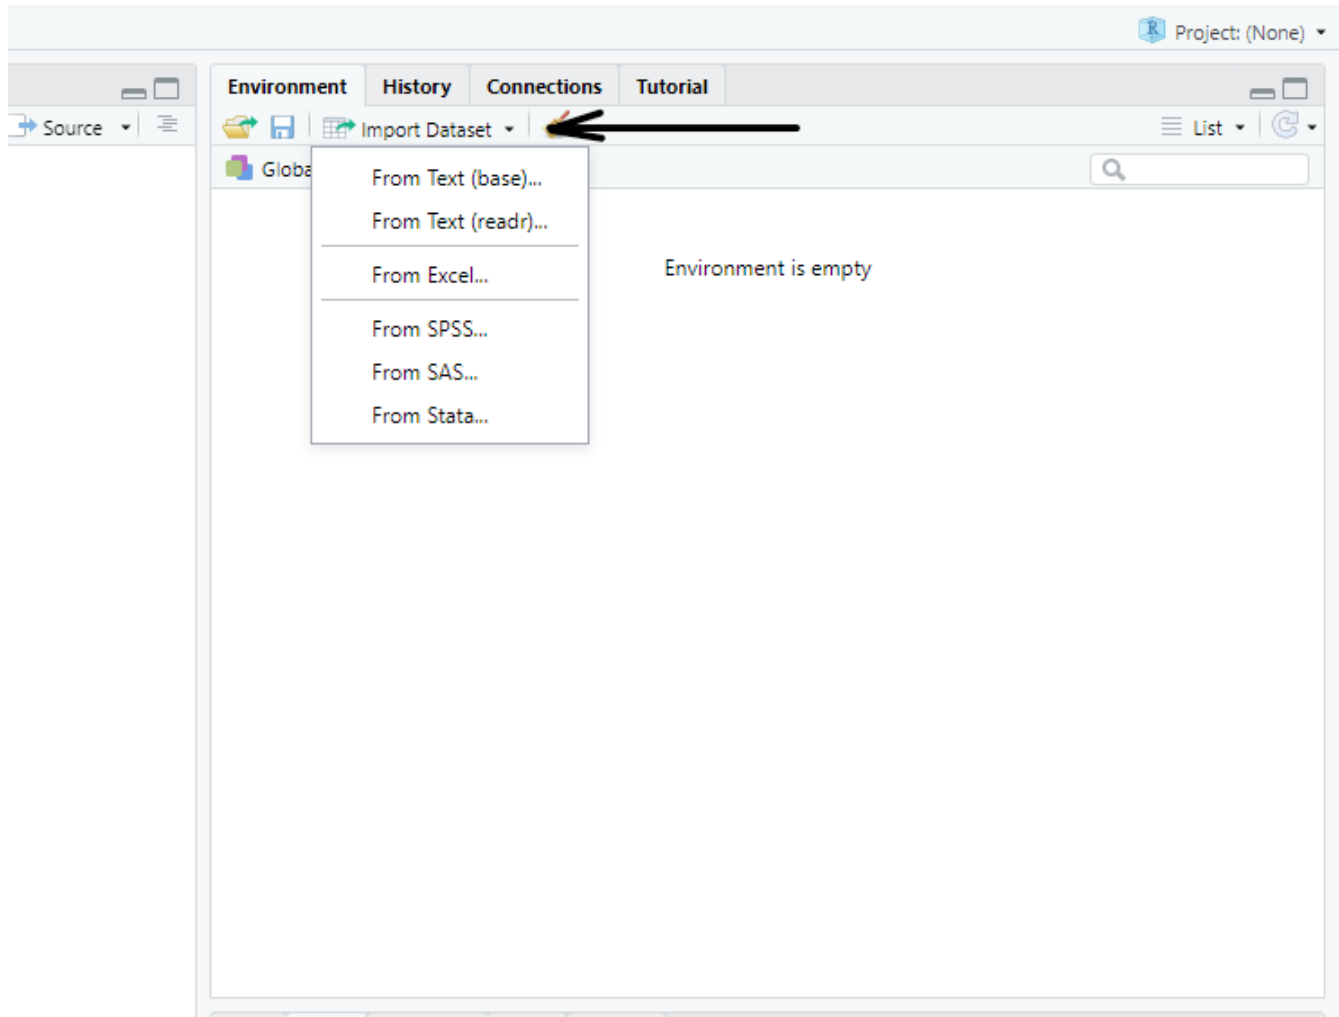 Project: (None)
Environment History Connections Tutorial
Source
Import Dataset
List
Globa
From Text (base)...
From Text (readr)...
From Excel...
From SPSS...
From SAS...
From Stata...
Environment is empty